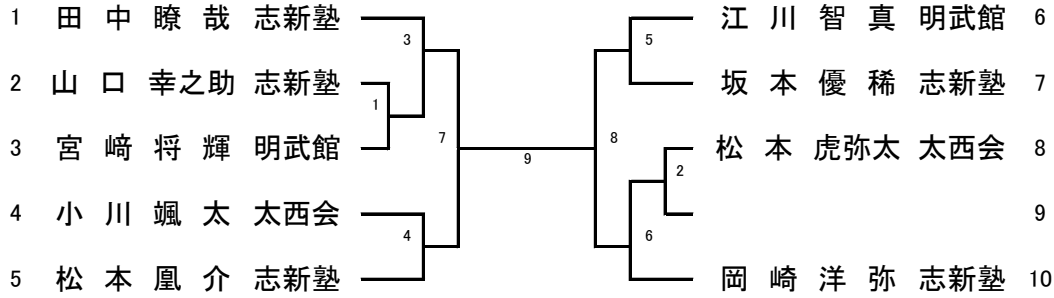 1 田中瞭哉 志新塾
3
江川智真 明武館 6
5
2 山口幸之助 志新塾
1
坂本優稀 志新塾 7
3 宮﨑将輝 明武館
7
9
8
松本虎弥太 太西会 8
2
4 小川颯太 太西会
4
9
6
5 松本凰介 志新塾
岡崎洋弥 志新塾 10